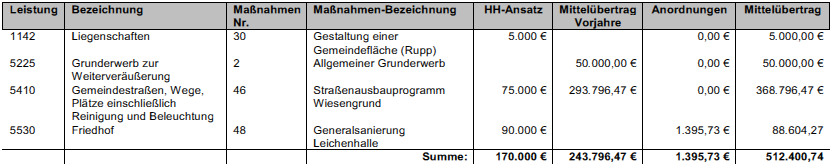 Leistung Bezeichnung Maßnahmen Nr. Maßnahmen-Bezeichnung HH-Ansatz Mittelübertrag Vorjahre Anordnungen Mittelübertrag
1142 Liegenschaften 30 Gestaltung einer 5.000 € 0,00 € 5.000,00 €
Gemeindefläche (Rupp)
5225 Grunderwerb zur 2 Allgemeiner Grunderwerb 50.000,00 € 0,00 € 50.000,00 €
Weiterveräußerung
5410 Gemeindestraßen, Wege, 46 Straßenausbauprogramm 75.000 € 293.796,47 € 0,00 € 368.796,47 €
Plätze einschließlich Wiesengrund
Reinigung und Beleuchtung
5530 Friedhof 48 Generalsanierung 90.000 € 1.395,73 € 88.604,27
Leichenhalle
Summe: 170.000 € 243.796,47 € 1.395,73 € 512.400,74